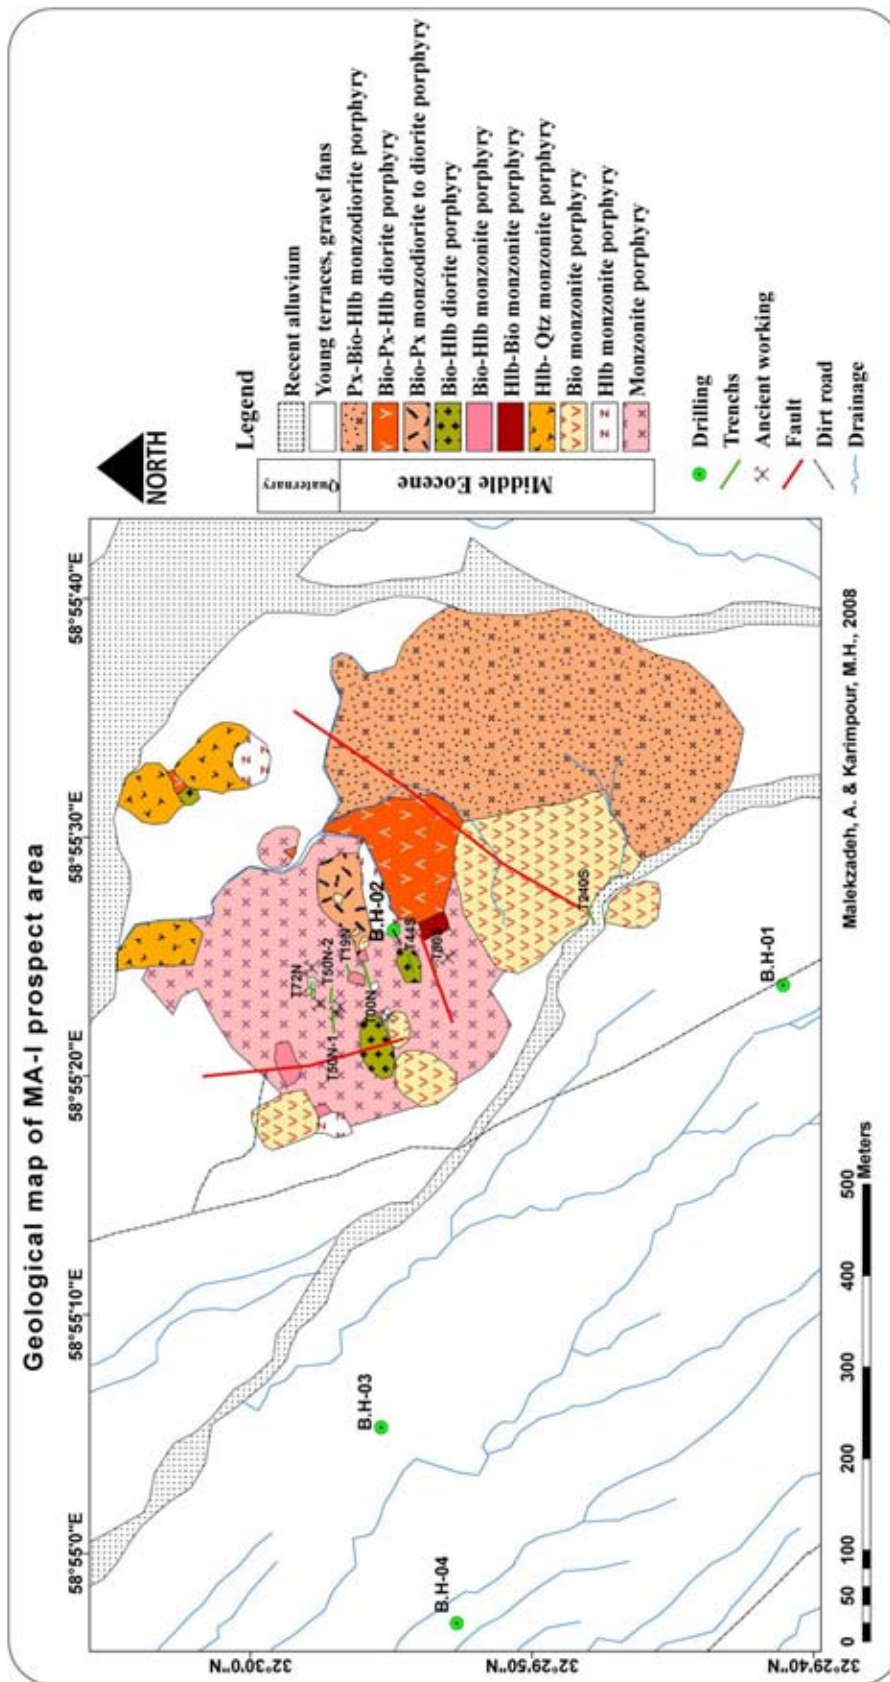 Geological map of MA-I prospect area
58°55'0"E
58°55'10"E
58°55'20"E
58°55'30"E
58°55'40"E
32°30'0"N
32°29'50"N
32°29'40"N
NORTH
T72N
T50N-1
T50N-2
T19N
T00N
B.H-02
T44S
T240S
B.H-03
B.H-04
B.H-01
0 50 100 200 300 400 500
Meters
Malekzadeh, A. & Karimpour, M.H., 2008
Legend
Quaternary
Middle Eocene
Recent alluvium
Young terraces, gravel fans
Px-Bio-Hlb monzodiorite porphyry
Bio-Px-Hlb diorite porphyry
Bio-Px monzodiorite to diorite porphyry
Bio-Hlb diorite porphyry
Bio-Hlb monzonite porphyry
Hlb-Bio monzonite porphyry
Hlb- Qtz monzonite porphyry
Bio monzonite porphyry
Hlb monzonite porphyry
Monzonite porphyry
Drilling
Trenchs
Ancient working
Fault
Dirt road
Drainage